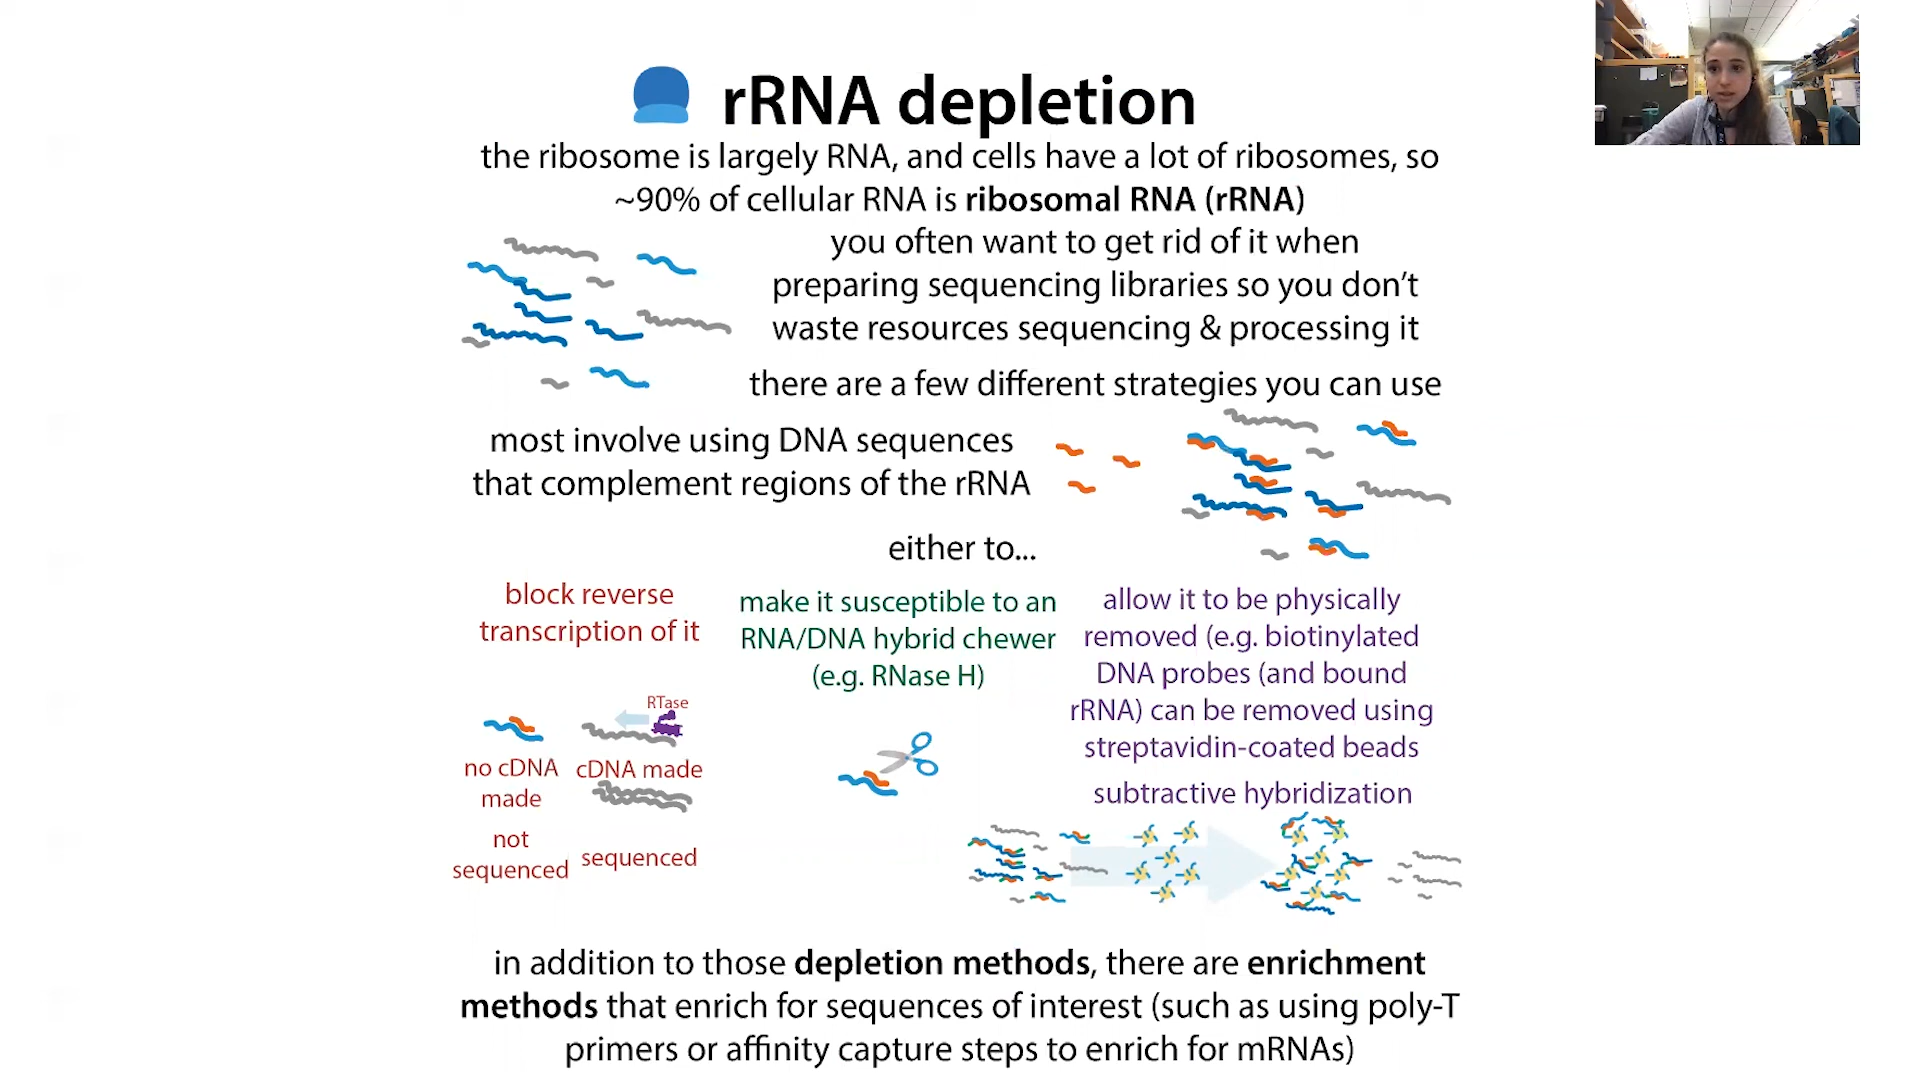 rRNA depletion
the ribosome is largely RNA, and cells have a lot of ribosomes, so
~90% of cellular RNA is ribosomal RNA (rRNA)
you often want to get rid of it when
preparing sequencing libraries so you don’t
waste resources sequencing & processing it
there are a few different strategies you can use
most involve using DNA sequences
that complement regions of the rRNA
either to...
block reverse
transcription of it
RTase
no cDNA
made
cDNA made
not
sequenced
sequenced
make it susceptible to an
RNA/DNA hybrid chewer
(e.g. RNase H)
allow it to be physically
removed (e.g. biotinylated
DNA probes (and bound
rRNA) can be removed using
streptavidin-coated beads
subtractive hybridization
in addition to those depletion methods, there are enrichment
methods that enrich for sequences of interest (such as using poly-T
primers or affinity capture steps to enrich for mRNAs)